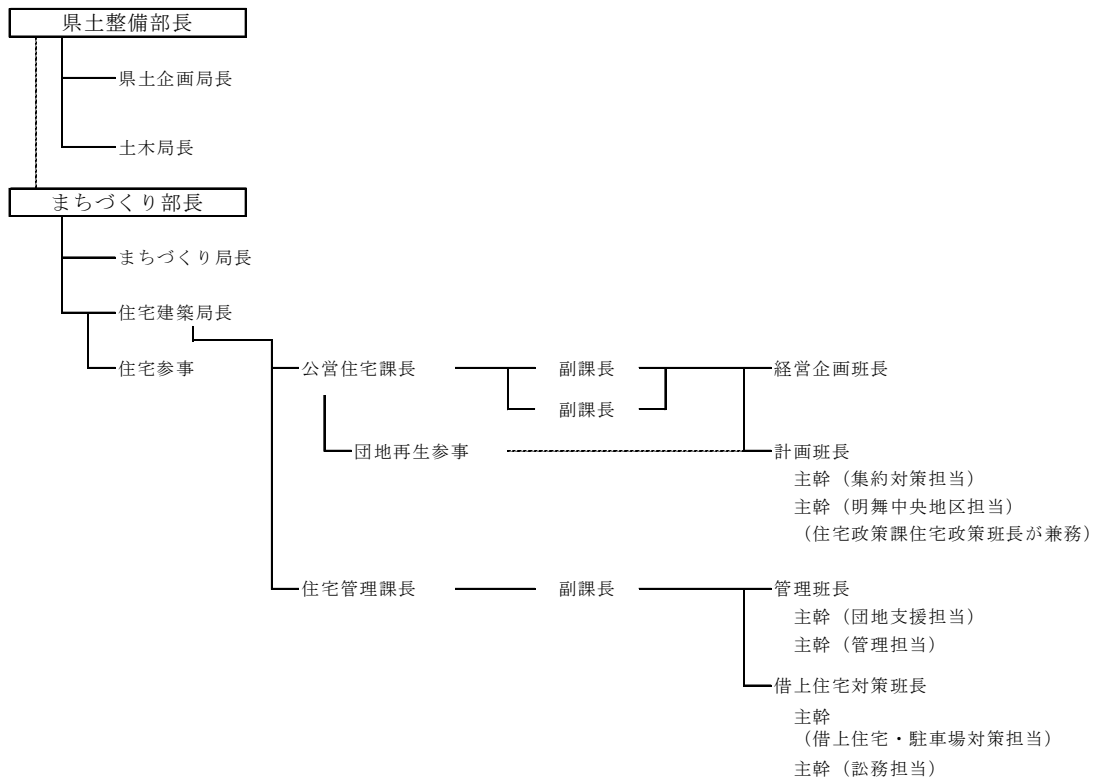 県土整備部長
県土企画局長
土木局長
まちづくり部長
まちづくり局長
住宅建築局長
住宅参事
公営住宅課長 副課長 経営企画班長
副課長
団地再生参事 計画班長
主幹（集約対策担当）
主幹（明舞中央地区担当）
（住宅政策課住宅政策班長が兼務）
住宅管理課長 副課長 管理班長
主幹（団地支援担当）
主幹（管理担当）
借上住宅対策班長
主幹
（借上住宅・駐車場対策担当）
主幹（訟務担当）